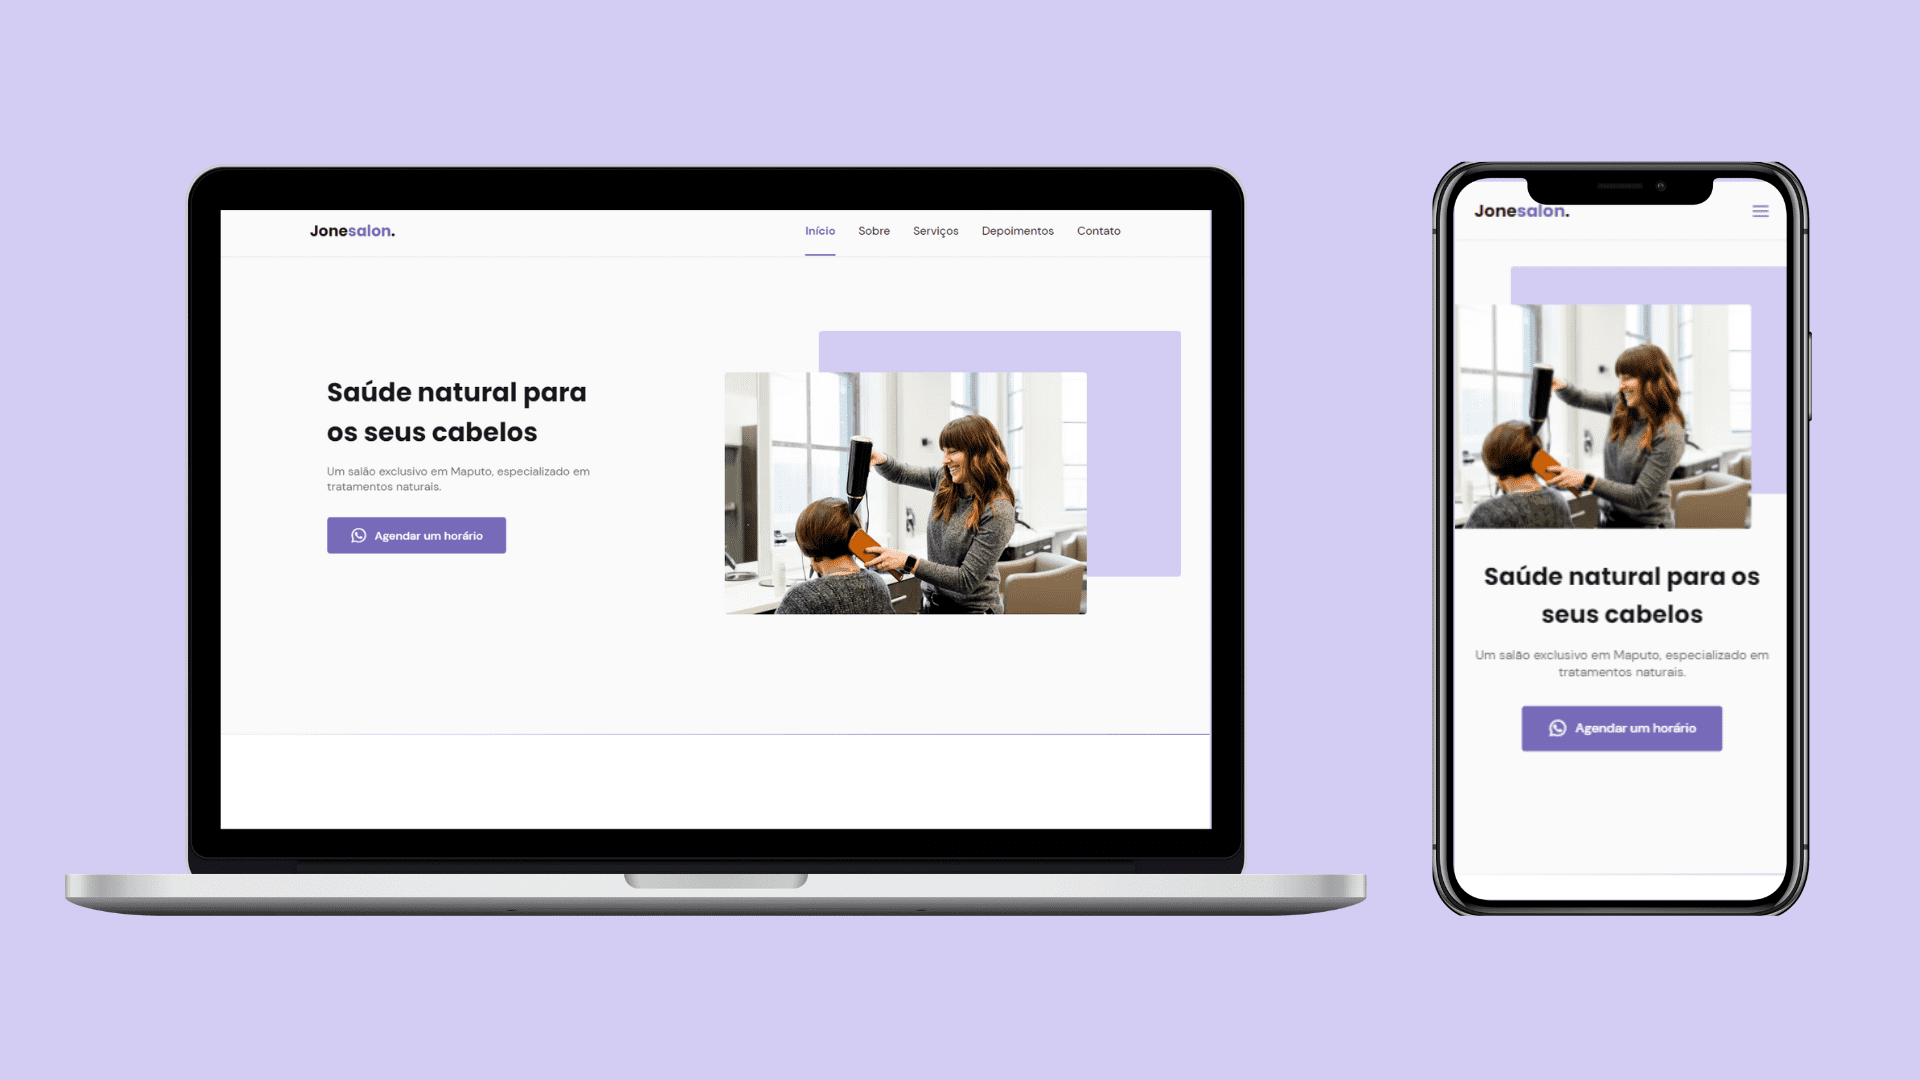 Jonesalon.
Início Sobre Serviços Depoimentos Contato
Saúde natural para
os seus cabelos
Um salão exclusivo em Maputo, especializado em
tratamentos naturais.
Agendar um horário
Jonesalon.
Saúde natural para os
seus cabelos
Um salão exclusivo em Maputo, especializado em
tratamentos naturais.
Agendar um horário